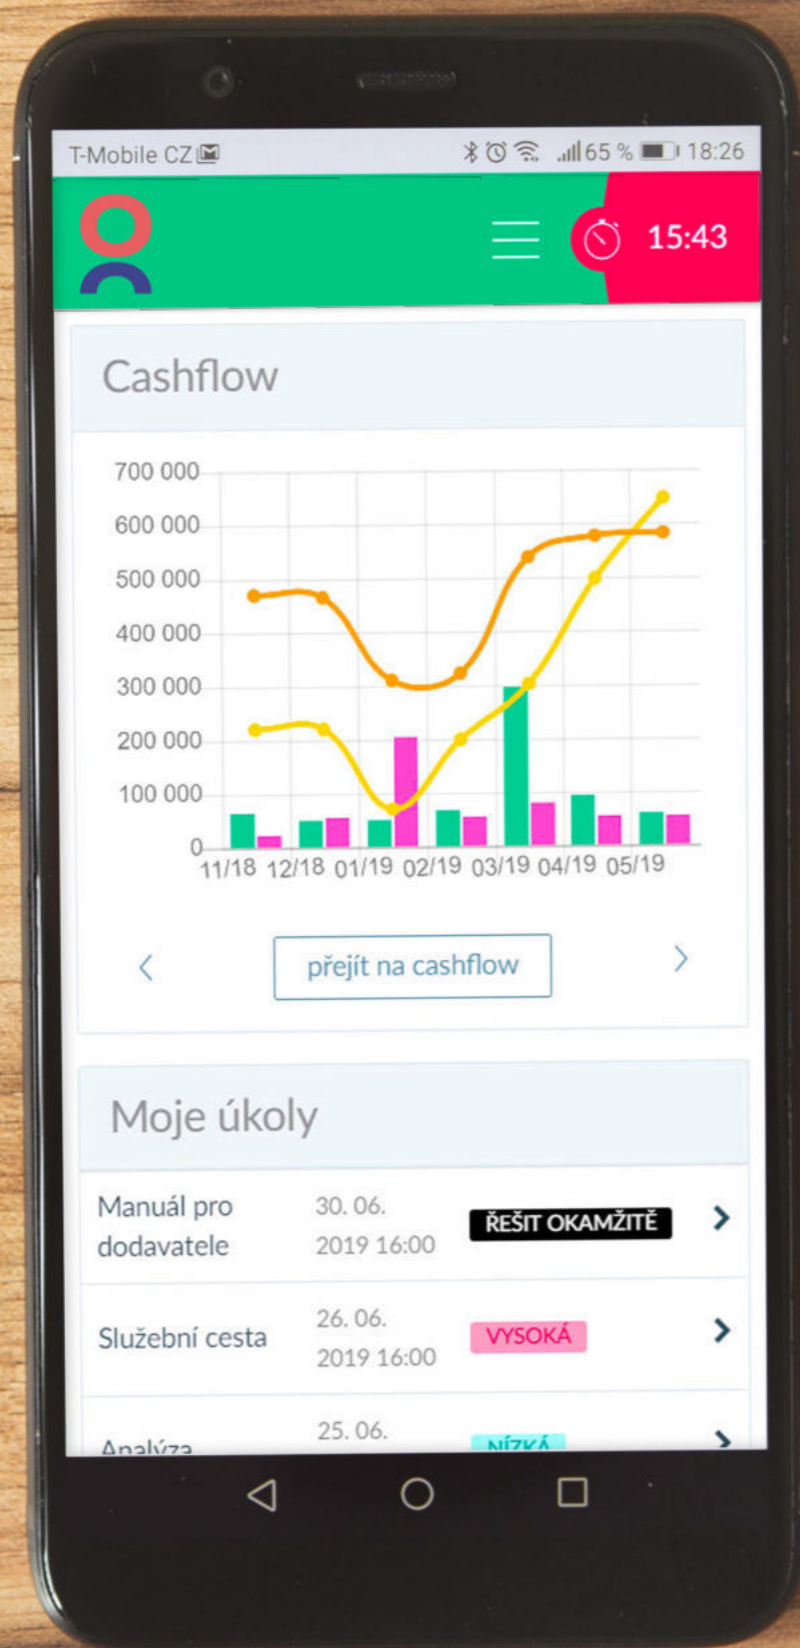 T-Mobile CZ 65 % 18:26
15:43
Cashflow
700 000
600 000
500 000
400 000
300 000
200 000
100 000
0
11/18 12/18 01/19 02/19 03/19 04/19 05/19
přejít na cashflow
Moje úkoly
Manuál pro
dodavatele
30. 06.
2019 16:00
ŘEŠIT OKAMŽITĚ
Služební cesta
26. 06.
2019 16:00
VYSOKÁ
Analýza
25. 06.
NÍZKÁ